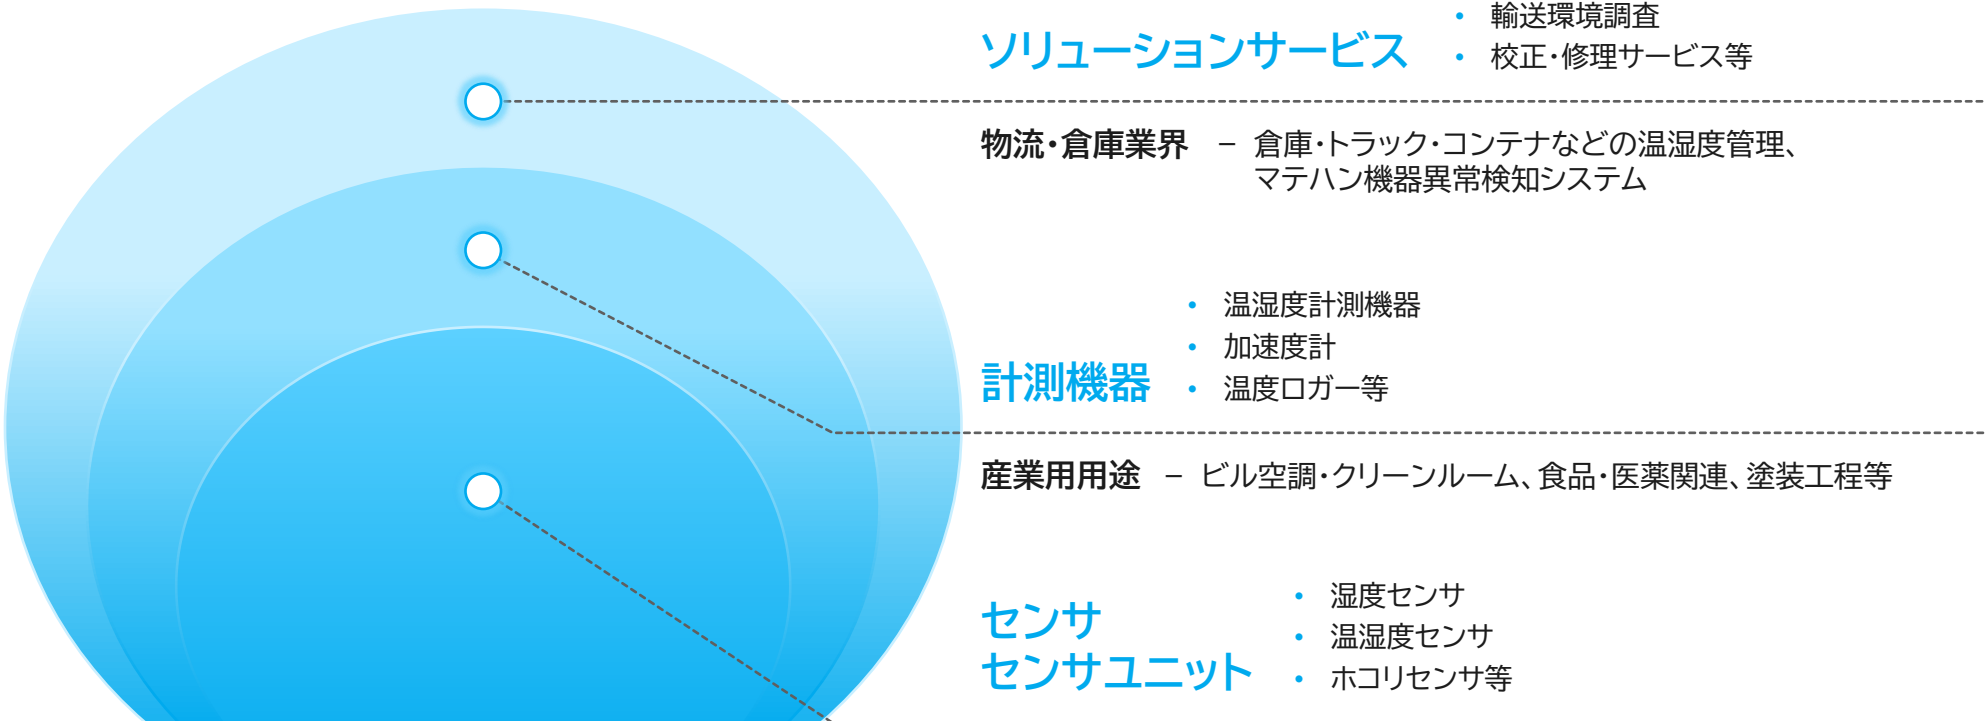 ソリューションサービス
• 輸送環境調査
• 校正・修理サービス等
物流・倉庫業界 – 倉庫・トラック・コンテナなどの温湿度管理、
マテハン機器異常検知システム
計測機器
• 温湿度計測機器
• 加速度計
• 温度ロガー等
産業用用途 – ビル空調・クリーンルーム、食品・医薬関連、塗装工程等
センサ
センサユニット
• 湿度センサ
• 温湿度センサ
• ホコリセンサ等